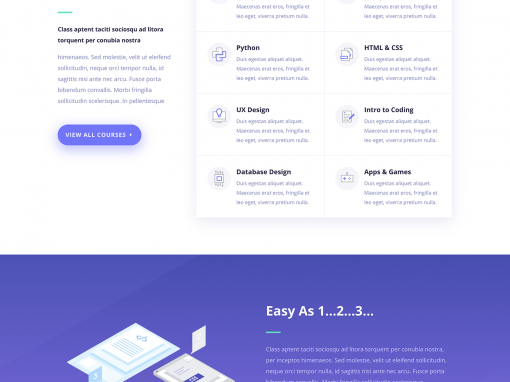 Class aptent taciti sociosqu ad litora
torquent per conubia nostra
himenaeos. Sed molestie, velit ut eleifend
sollicitudin, neque orci tempor nulla, id
sagittis nisi ante nec arcu. Fusce porta
bibendum convallis. Morbi fringilla
sollicitudin scelerisque. In pellentesque
VIEW ALL COURSES
Maecenas erat eros, fringilla et
leo eget, viverra pretium nulla.
Maecenas erat eros, fringilla et
leo eget, viverra pretium nulla.
Python
Duis egestas aliquet aliquet.
Maecenas erat eros, fringilla et
leo eget, viverra pretium nulla.
HTML & CSS
Duis egestas aliquet aliquet.
Maecenas erat eros, fringilla et
leo eget, viverra pretium nulla.
UX Design
Duis egestas aliquet aliquet.
Maecenas erat eros, fringilla et
leo eget, viverra pretium nulla.
Intro to Coding
Duis egestas aliquet aliquet.
Maecenas erat eros, fringilla et
leo eget, viverra pretium nulla.
Database Design
Duis egestas aliquet aliquet.
Maecenas erat eros, fringilla et
leo eget, viverra pretium nulla.
Apps & Games
Duis egestas aliquet aliquet.
Maecenas erat eros, fringilla et
leo eget, viverra pretium nulla.
Easy As 1...2...3...
Class aptent taciti sociosqu ad litora torquent per conubia nostra,
per inceptos himenaeos. Sed molestie, velit ut eleifend sollicitudin,
neque orci tempor nulla, id sagittis nisi ante nec arcu. Fusce porta